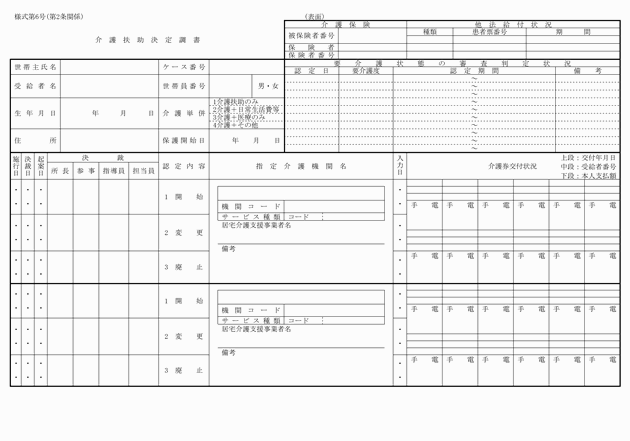 様式第6号(第2条関係)
(表面)
介護扶助決定調書
介護保険
他法給付状況
被保険者番号
種類
患者票番号
期間
保険者
保険者番号
世帯主氏名
ケース番号
要介護状態の審査判定状況
認定日
要介護度
認定期間
備考
~
~
~
~
~
~
~
~
~
~
受給者名
世帯員番号
男・女
生年月日
年 月 日
介護単併
1介護扶助のみ
2介護+日常生活費等
3介護+医療のみ
4介護+その他
住所
保護開始日
年 月 日
施行日
決裁日
起案日
決裁
所長
参事
指導員
担当員
認定内容
指定介護機関名
入力日
介護券交付状況
上段:交付年月日
中段:受給者番号
下段:本人支払額
1 開始
機関コード
サービス種類
コード
居宅介護支援事業者名
手 電 手 電 手 電 手 電 手 電 手 電
2 変更
備考
手 電 手 電 手 電 手 電 手 電 手 電
3 廃止
1 開始
機関コード
サービス種類
コード
居宅介護支援事業者名
手 電 手 電 手 電 手 電 手 電 手 電
2 変更
備考
手 電 手 電 手 電 手 電 手 電 手 電
3 廃止